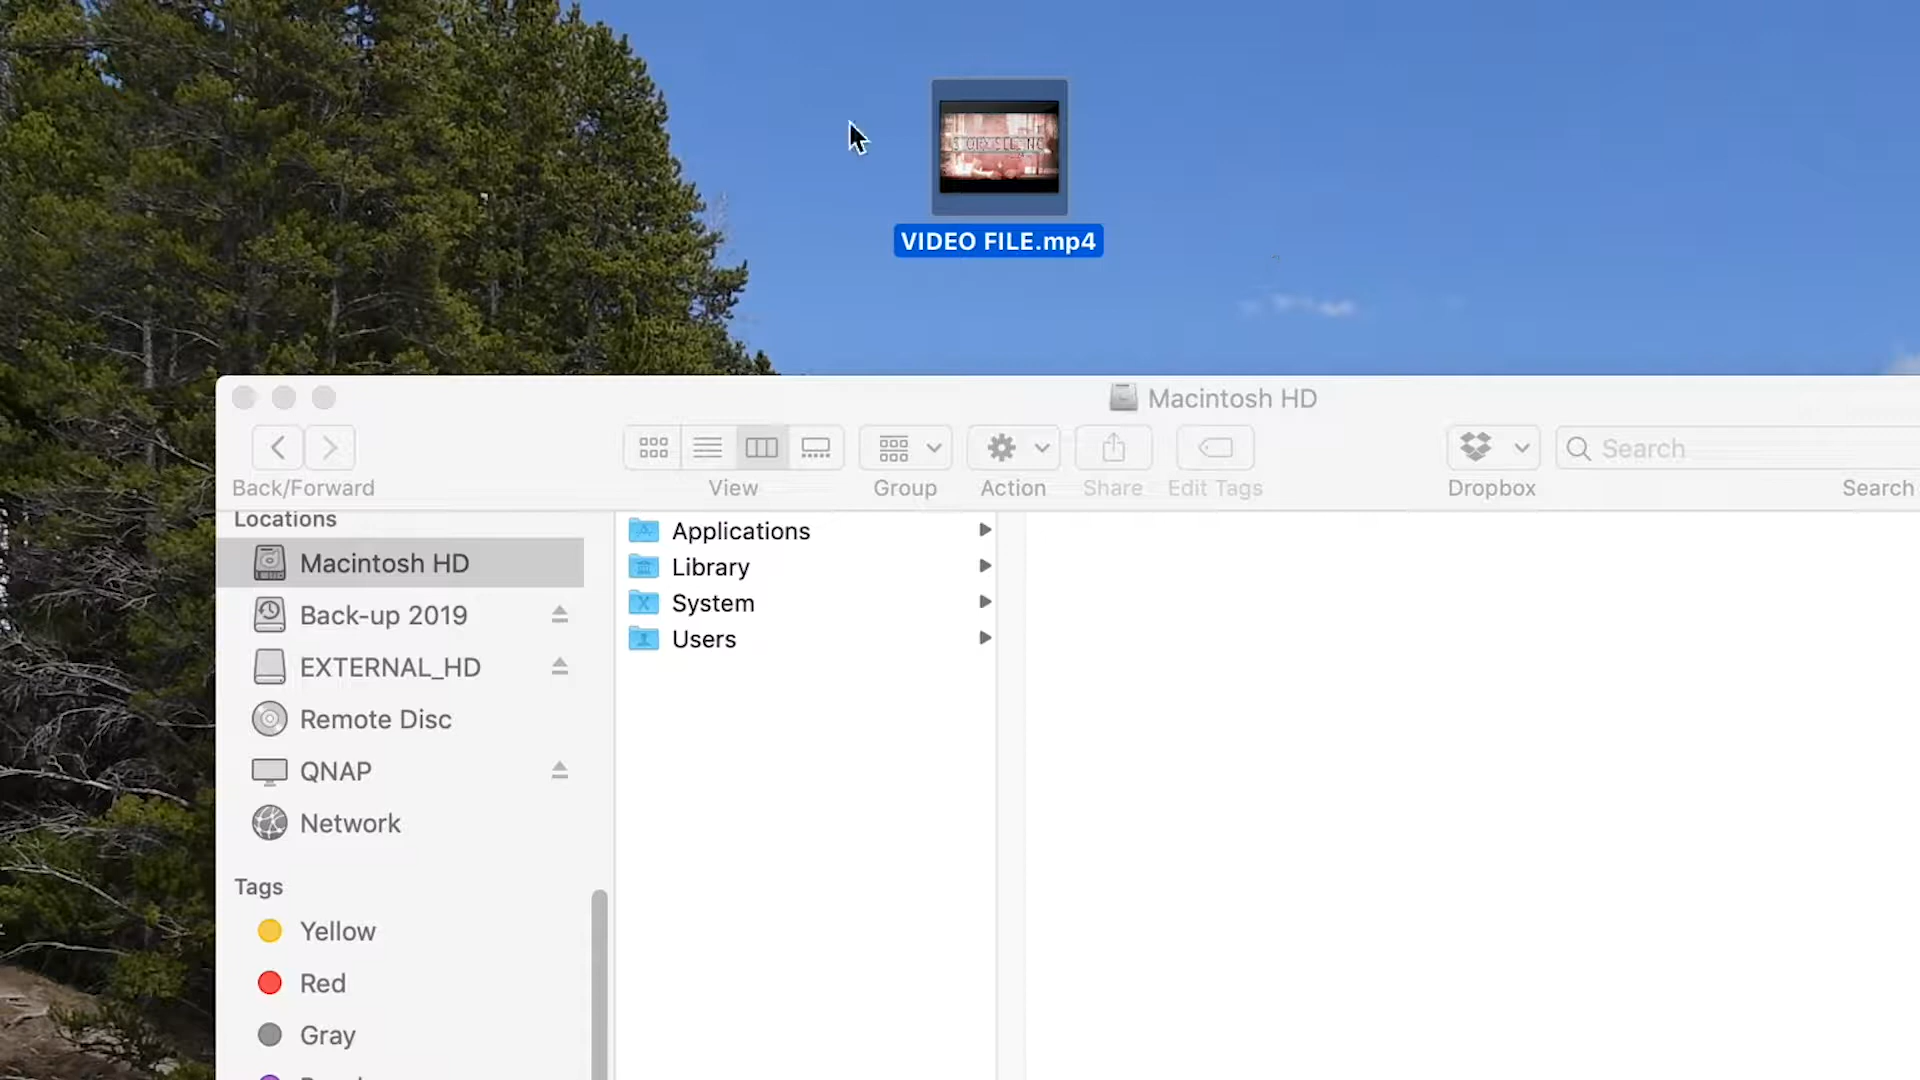 VIDEO FILE.mp4
Macintosh HD
Search
Back/Forward
View
Group
Action
Share
Edit Tags
Dropbox
Search
Locations
Macintosh HD
Back-up 2019
EXTERNAL_HD
Remote Disc
QNAP
Network
Tags
Yellow
Red
Gray
Applications
Library
System
Users